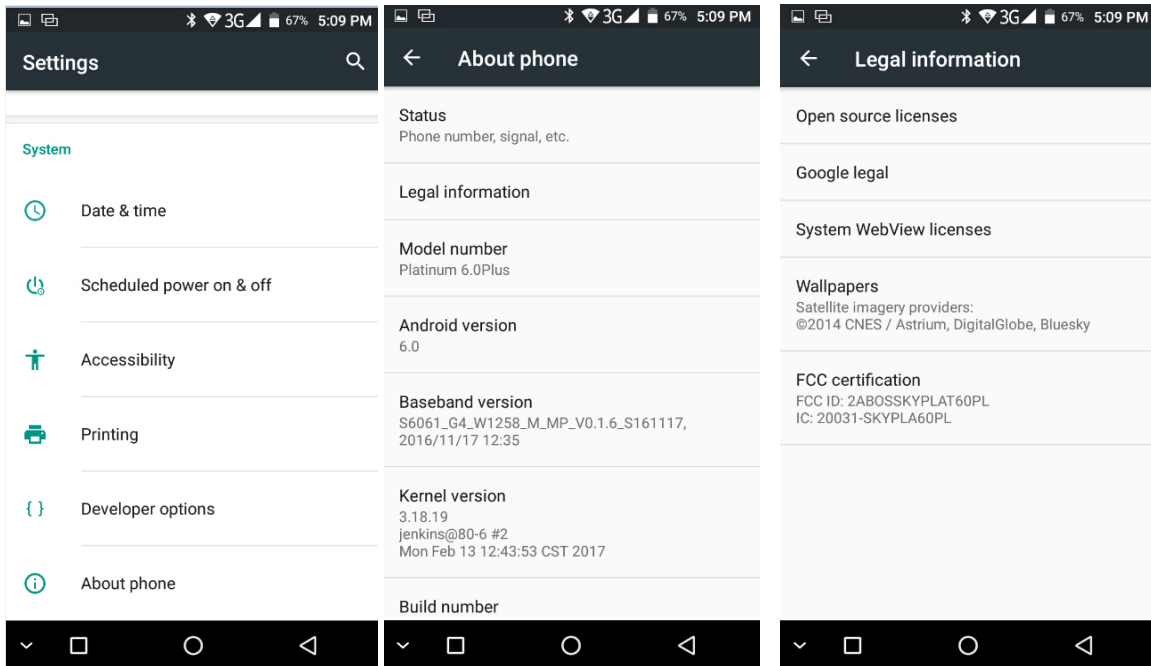 3G 67% 5:09 PM
Settings
System
Date & time
Scheduled power on & off
Accessibility
Printing
{ } Developer options
About phone
3G 67% 5:09 PM
About phone
Status
Phone number, signal, etc.
Legal information
Model number
Platinum 6.0Plus
Android version
6.0
Baseband version
S6061_G4_W1258_M_MP_V0.1.6_S161117,
2016/11/17 12:35
Kernel version
3.18.19
jenkins@80-6 #2
Mon Feb 13 12:43:53 CST 2017
Build number
3G 67% 5:09 PM
Legal information
Open source licenses
Google legal
System WebView licenses
Wallpapers
Satellite imagery providers:
©2014 CNES / Astrium, DigitalGlobe, Bluesky
FCC certification
FCC ID: 2ABOSSKYPLAT60PL
IC: 20031-SKYPLA60PL